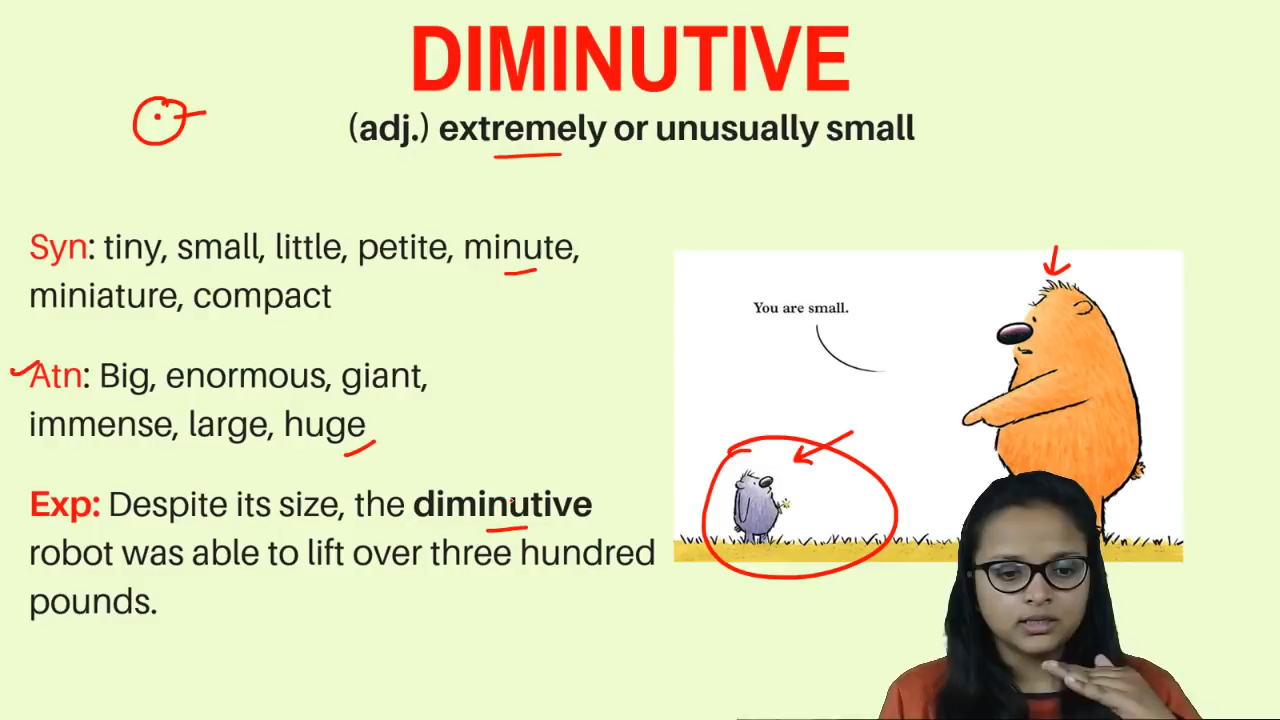 DIMINUTIVE
(adj.) extremely or unusually small
Syn: tiny, small, little, petite, minute,
miniature, compact
Atn: Big, enormous, giant,
immense, large, huge
You are small.
Exp: Despite its size, the diminutive
robot was able to lift over three hundred
pounds.